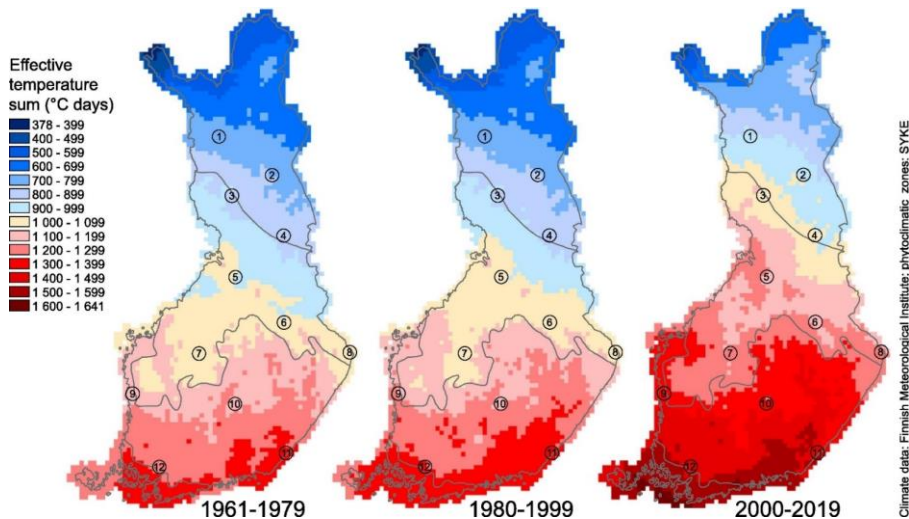 Effective
temperature
sum (°C days)
378 - 399
400 - 499
500 - 599
600 - 699
700 - 799
800 - 899
900 - 999
1 000 - 1 099
1 100 - 1 199
1 200 - 1 299
1 300 - 1 399
1 400 - 1 499
1 500 - 1 599
1 600 - 1 641
1
2
3
4
5
6
7
8
9
10
11
12
1961-1979
1
2
3
4
5
6
7
8
9
10
11
12
1980-1999
1
2
3
4
5
6
7
8
9
10
11
12
2000-2019
Climate data: Finnish Meteorological Institute; phytoclimatic zones: SYKE